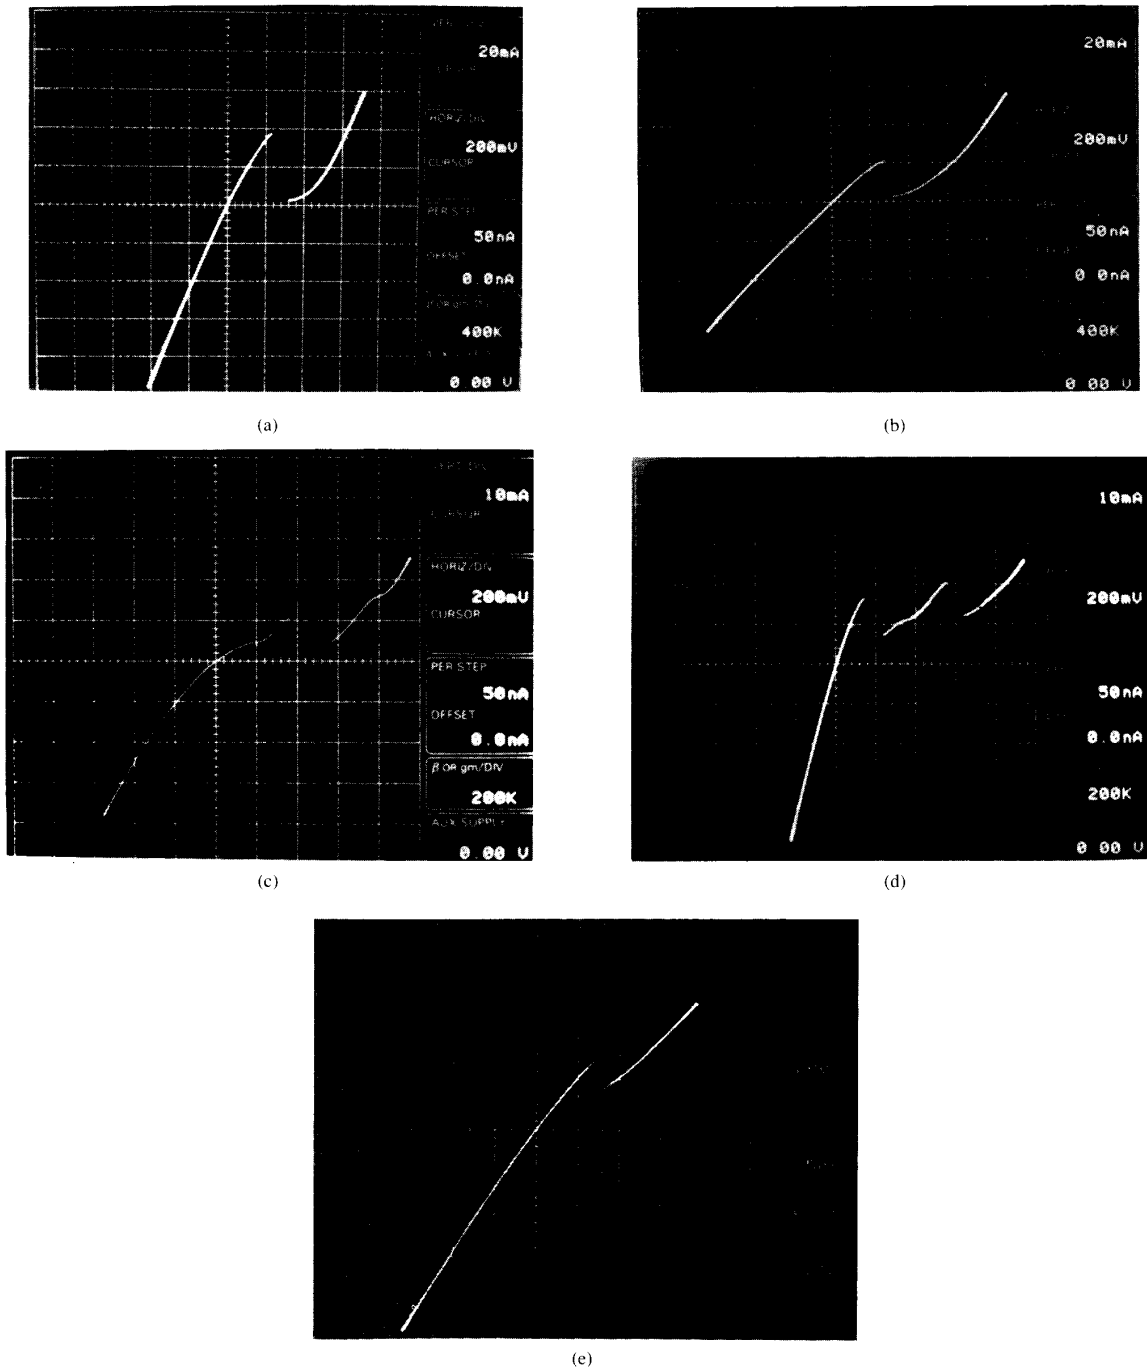 20mA
HORIZ/DIV
200mV
CURSOR
PER STEP
50nA
OFFSET
0.0nA
400K
0.00 V
(a)
20mA
200mV
50nA
0 0nA
400K
0 00 V
(b)
10mA
CURSOR
HORIZ/DIV
200mV
CURSOR
PER STEP
50nA
OFFSET
0.0nA
β OR gm/DIV
200K
AUX SUPPLY
0.00 V
(c)
10mA
200mV
50nA
0.0nA
200K
0 00 V
(d)
(e)